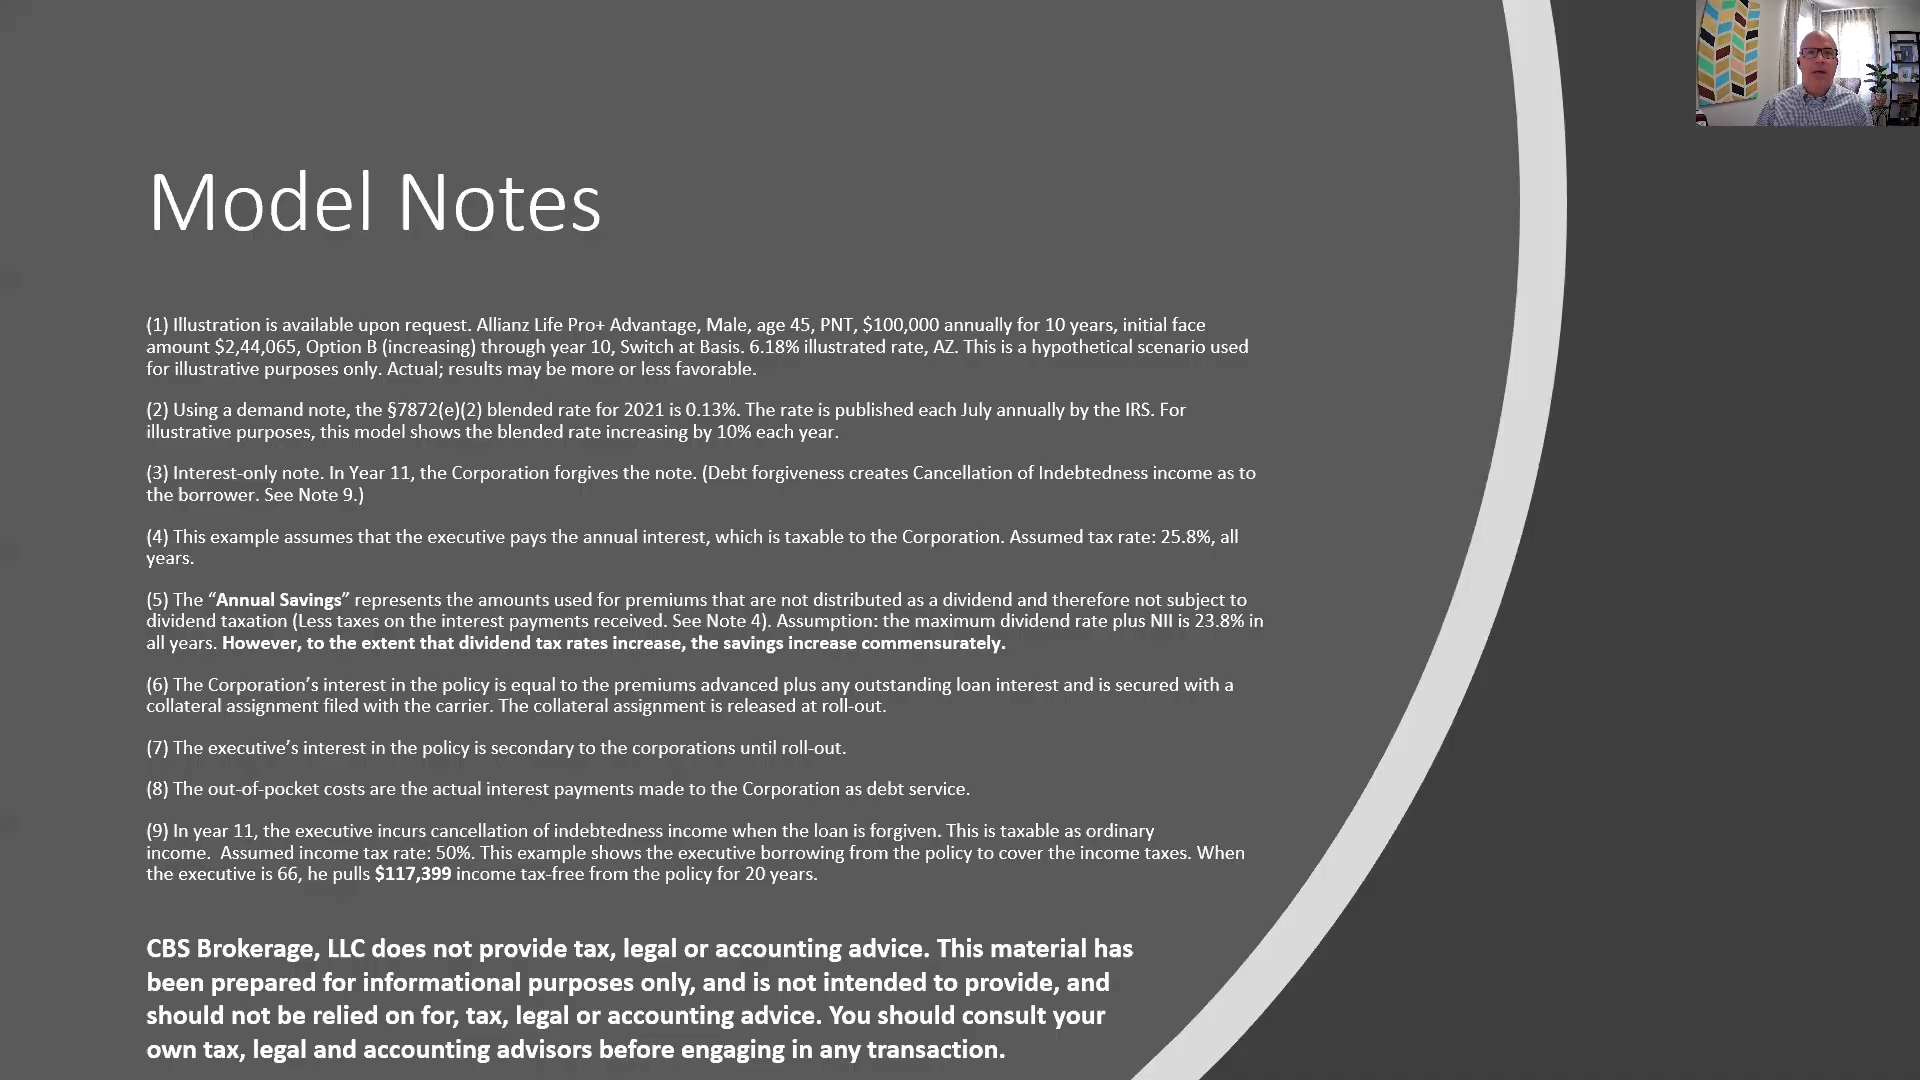 Model Notes
(1) Illustration is available upon request. Allianz Life Pro+ Advantage, Male, age 45, PNT, $100,000 annually for 10 years, initial face
amount $2,44,065, Option B (increasing) through year 10, Switch at Basis. 6.18% illustrated rate, AZ. This is a hypothetical scenario used
for illustrative purposes only. Actual; results may be more or less favorable.
(2) Using a demand note, the §7872(e)(2) blended rate for 2021 is 0.13%. The rate is published each July annually by the IRS. For
illustrative purposes, this model shows the blended rate increasing by 10% each year.
(3) Interest-only note. In Year 11, the Corporation forgives the note. (Debt forgiveness creates Cancellation of Indebtedness income as to
the borrower. See Note 9.)
(4) This example assumes that the executive pays the annual interest, which is taxable to the Corporation. Assumed tax rate: 25.8%, all
years.
(5) The “Annual Savings” represents the amounts used for premiums that are not distributed as a dividend and therefore not subject to
dividend taxation (Less taxes on the interest payments received. See Note 4). Assumption: the maximum dividend rate plus NII is 23.8% in
all years. However, to the extent that dividend tax rates increase, the savings increase commensurately.
(6) The Corporation’s interest in the policy is equal to the premiums advanced plus any outstanding loan interest and is secured with a
collateral assignment filed with the carrier. The collateral assignment is released at roll-out.
(7) The executive’s interest in the policy is secondary to the corporations until roll-out.
(8) The out-of-pocket costs are the actual interest payments made to the Corporation as debt service.
(9) In year 11, the executive incurs cancellation of indebtedness income when the loan is forgiven. This is taxable as ordinary
income.  Assumed income tax rate: 50%. This example shows the executive borrowing from the policy to cover the income taxes. When
the executive is 66, he pulls $117,399 income tax-free from the policy for 20 years.
CBS Brokerage, LLC does not provide tax, legal or accounting advice. This material has
been prepared for informational purposes only, and is not intended to provide, and
should not be relied on for, tax, legal or accounting advice. You should consult your
own tax, legal and accounting advisors before engaging in any transaction.